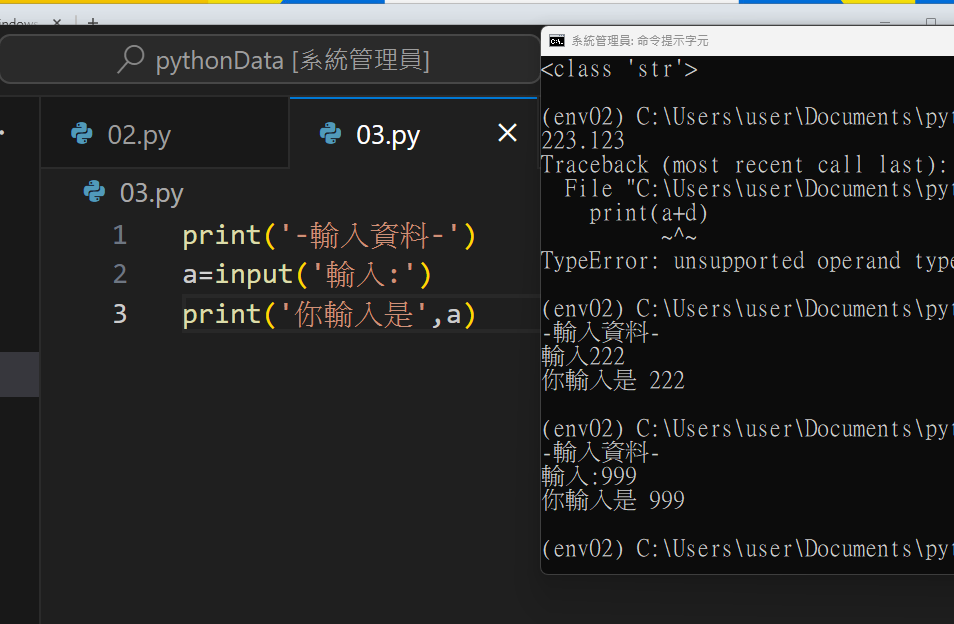 pythonData [系統管理員]
02.py
03.py
03.py
1 print('-輸入資料-')
2 a=input('輸入:')
3 print('你輸入是',a)
系統管理員: 命令提示字元
<class 'str'>
(env02) C:\Users\user\Documents\pyt
223.123
Traceback (most recent call last):
File "C:\Users\user\Documents\pyt
print(a+d)
~^~
TypeError: unsupported operand type
(env02) C:\Users\user\Documents\pyt
-輸入資料-
輸入222
你輸入是 222
(env02) C:\Users\user\Documents\pyt
-輸入資料-
輸入:999
你輸入是 999
(env02) C:\Users\user\Documents\pyt